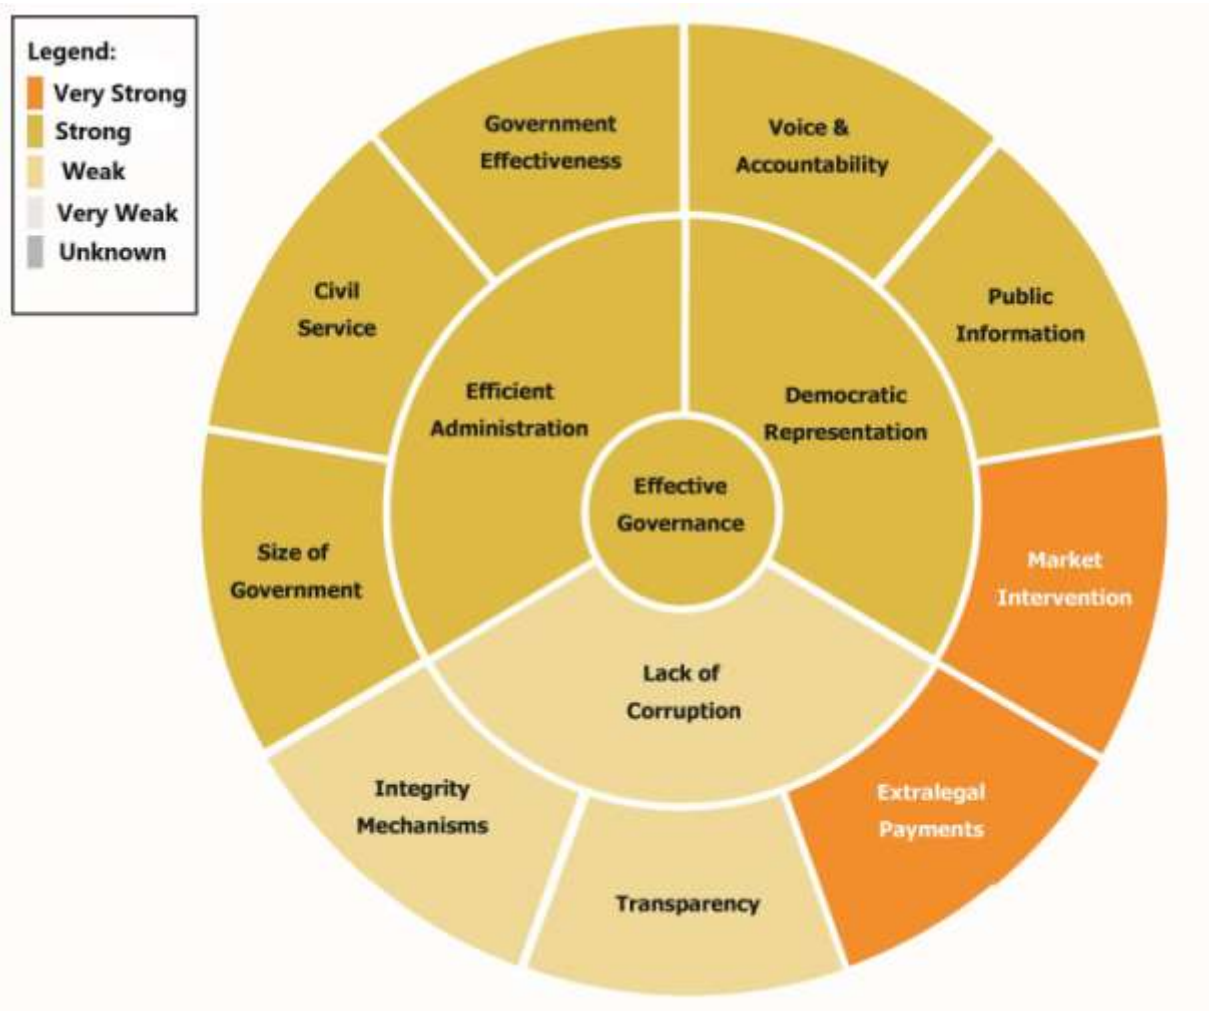 Legend:
Very Strong
Strong
Weak
Very Weak
Unknown
Government
Effectiveness
Voice &
Accountability
Civil
Service
Public
Information
Efficient
Administration
Democratic
Representation
Effective
Governance
Size of
Government
Market
Intervention
Lack of
Corruption
Integrity
Mechanisms
Extralegal
Payments
Transparency